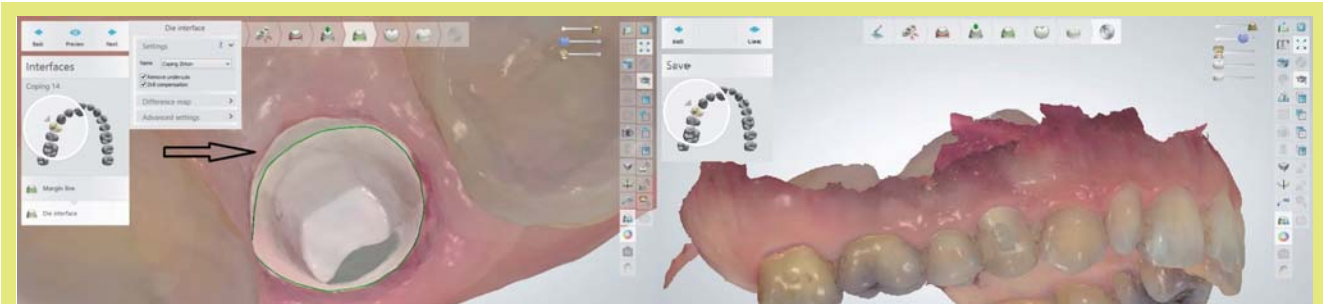 Back
Preview
Next
Die interface
Settings
Name
Coping Zirkon
Remove undercuts
Drill compensation
Difference map
Advanced settings
Interfaces
Coping 14
Margin line
Die interface
Save